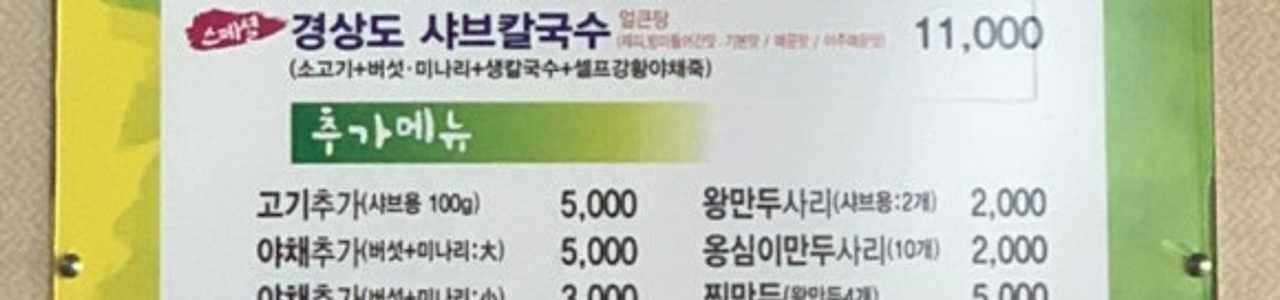 스페셜 경상도 샤브칼국수 얼큰탕 11,000
(제피,방아들어간맛 : 기본맛 / 매운맛 / 아주매운맛)
(소고기+버섯·미나리+생칼국수+셀프강황야채죽)
추가메뉴
고기추가(샤브용 100g) 5,000 왕만두사리(샤브용:2개) 2,000
야채추가(버섯+미나리:大) 5,000 옹심이만두사리(10개) 2,000
야채추가(버섯+미나리:小) 3,000 찐만두(왕만두4개) 5,000